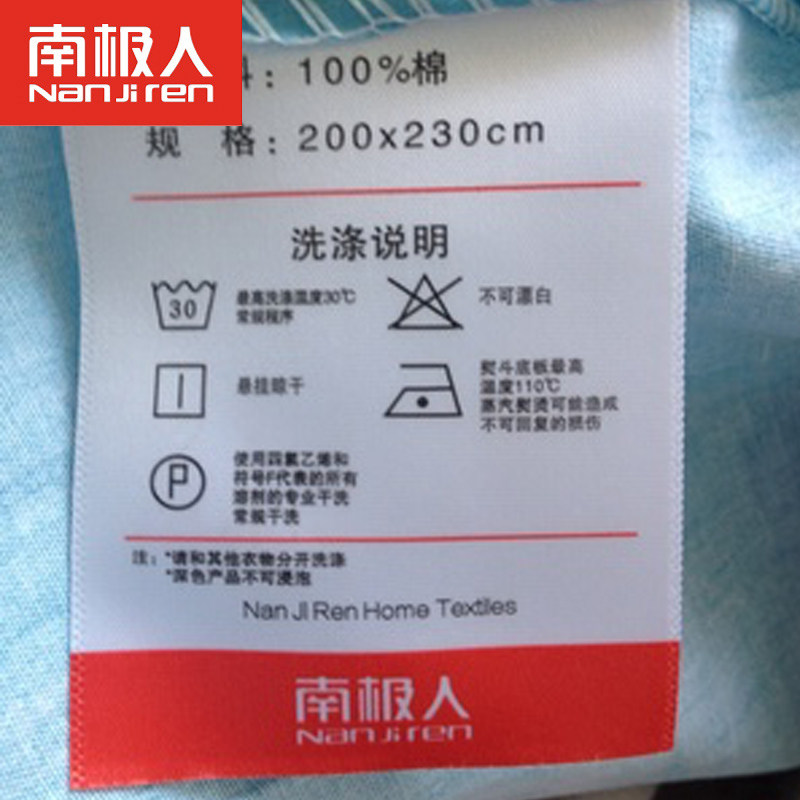 南极人
NanJiren
料:100%棉
规 格:200x230cm
洗涤说明
30
最高洗涤温度30℃
常规程序
不可漂白
悬挂晾干
熨斗底板最高
温度110℃
蒸汽熨烫可能造成
不可回复的损伤
P
使用四氯乙烯和
符号F代表的所有
溶剂的专业干洗
常规干洗
注:*请和其他衣物分开洗涤
*深色产品不可浸泡
Nan JI Ren Home Textiles
南极人
NanJiren